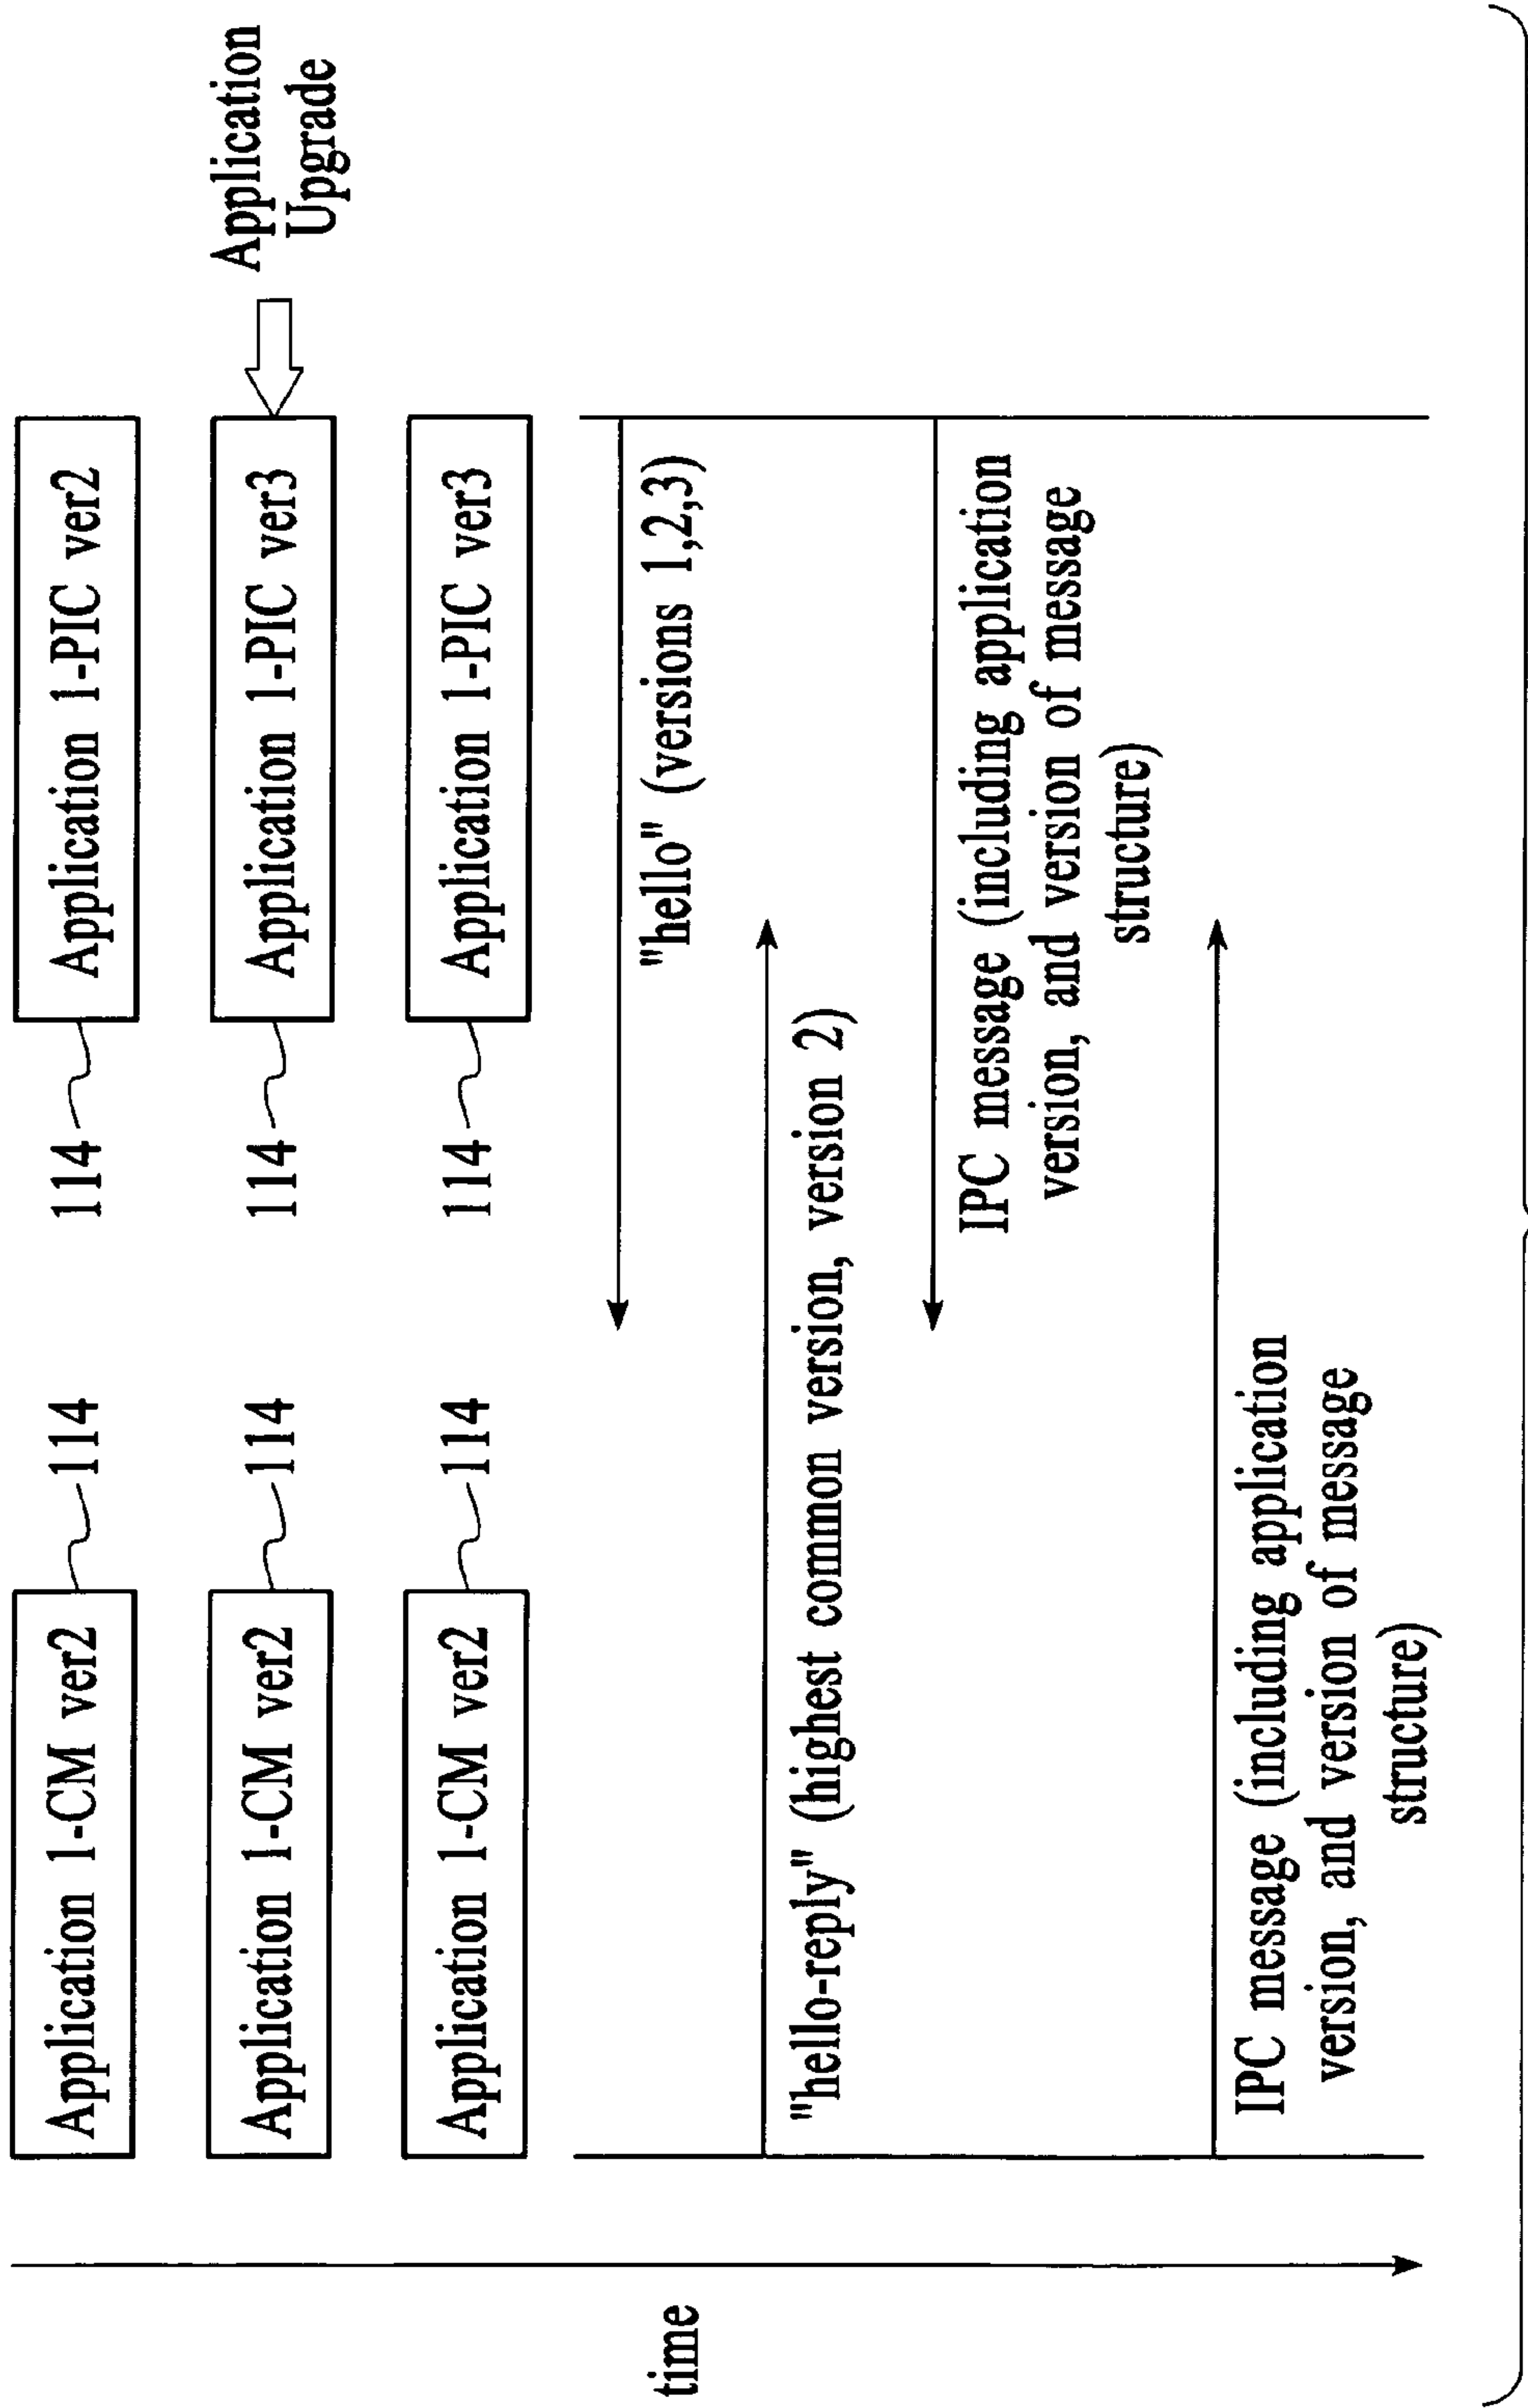 Application 1-CM ver2
114
114
Application 1-PIC ver2
Application 1-CM ver2
114
114
Application 1-PIC ver3
Application
Upgrade
Application 1-CM ver2
114
114
Application 1-PIC ver3
time
"hello" (versions 1,2,3)
"hello-reply" (highest common version, version 2)
IPC message (including application
version, and version of message
structure)
IPC message (including application
version, and version of message
structure)